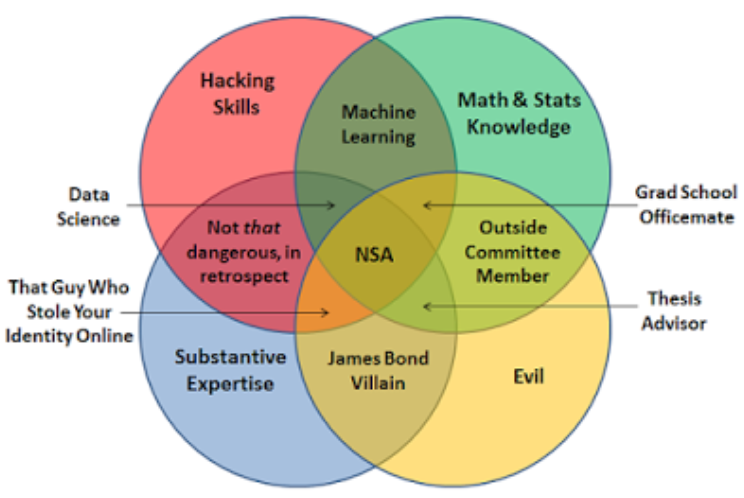 Hacking
Skills
Math & Stats
Knowledge
Machine
Learning
Data
Science
Grad School
Officemate
Not that
dangerous, in
retrospect
NSA
Outside
Committee
Member
That Guy Who
Stole Your
Identity Online
Thesis
Advisor
Substantive
Expertise
James Bond
Villain
Evil